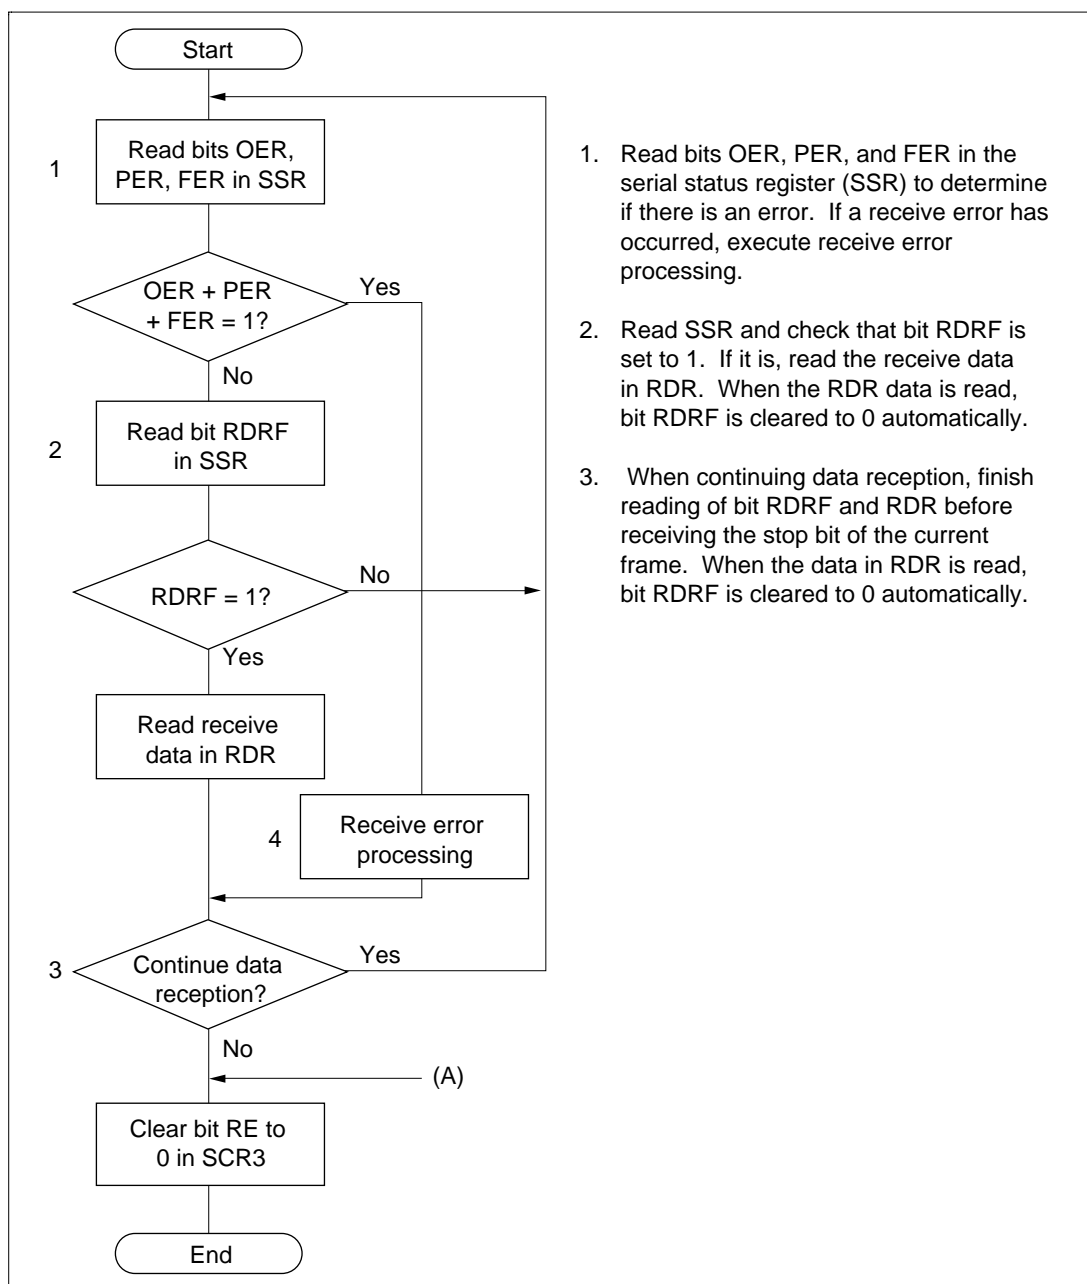 Start
1
Read bits OER,
PER, FER in SSR
OER + PER
+ FER = 1?
Yes
No
2
Read bit RDRF
in SSR
RDRF = 1?
No
Yes
Read receive
data in RDR
4
Receive error
processing
3
Continue data
reception?
Yes
No
(A)
Clear bit RE to
0 in SCR3
End
1. Read bits OER, PER, and FER in the
serial status register (SSR) to determine
if there is an error. If a receive error has
occurred, execute receive error
processing.
2. Read SSR and check that bit RDRF is
set to 1. If it is, read the receive data
in RDR. When the RDR data is read,
bit RDRF is cleared to 0 automatically.
3. When continuing data reception, finish
reading of bit RDRF and RDR before
receiving the stop bit of the current
frame. When the data in RDR is read,
bit RDRF is cleared to 0 automatically.